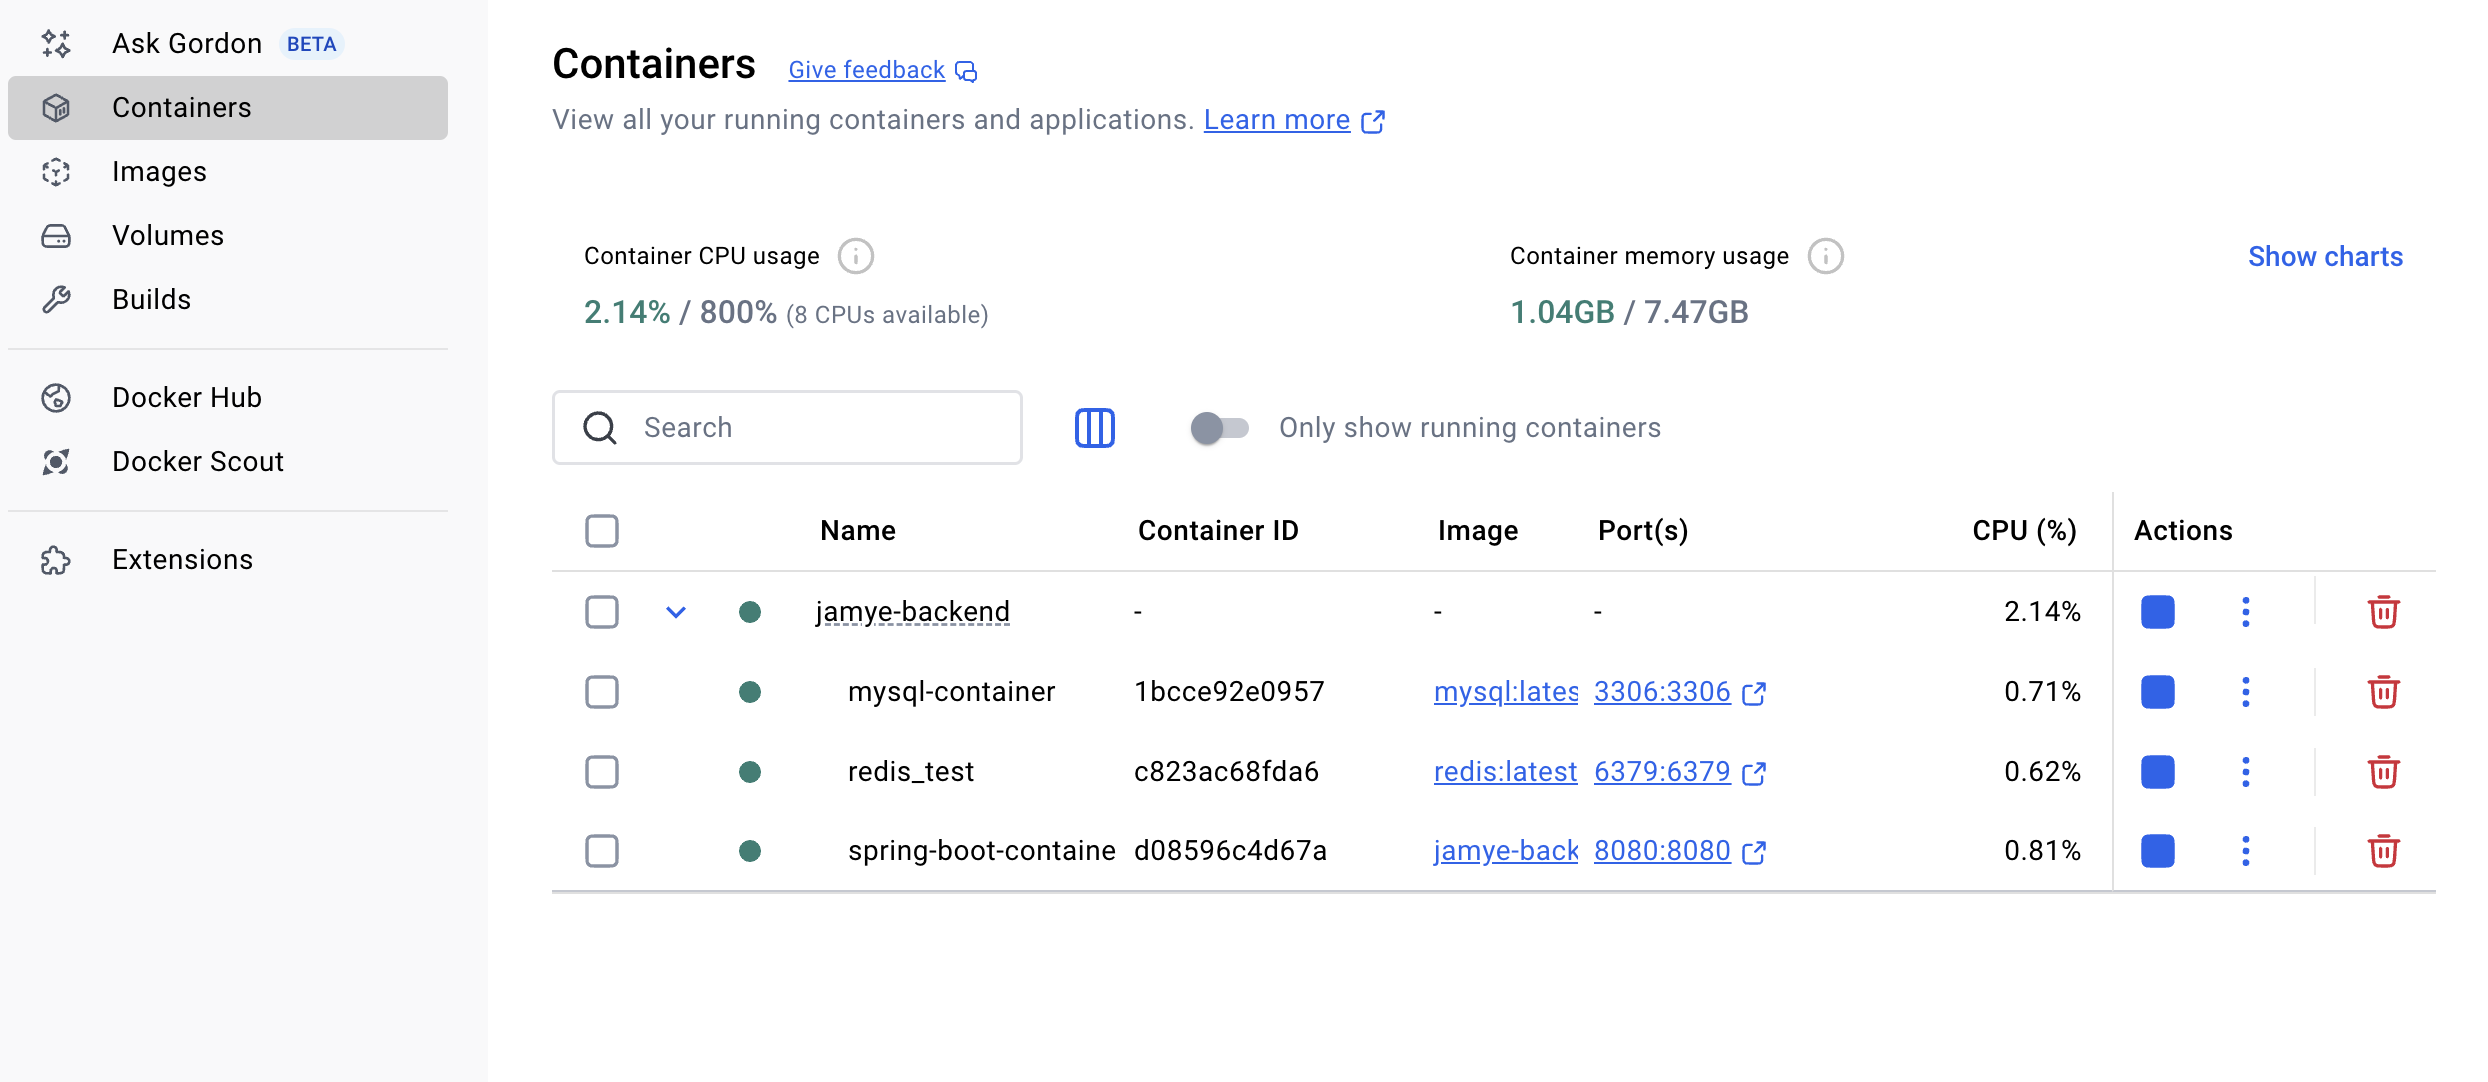 Ask Gordon BETA
Containers
Images
Volumes
Builds
Docker Hub
Docker Scout
Extensions
Containers Give feedback
View all your running containers and applications. Learn more
Container CPU usage
2.14% / 800% (8 CPUs available)
Container memory usage
1.04GB / 7.47GB
Show charts
Search
Only show running containers
Name Container ID Image Port(s) CPU (%) Actions
jamye-backend - - - 2.14%
mysql-container 1bcce92e0957 mysql:lates 3306:3306 0.71%
redis_test c823ac68fda6 redis:latest 6379:6379 0.62%
spring-boot-containe d08596c4d67a jamye-back 8080:8080 0.81%